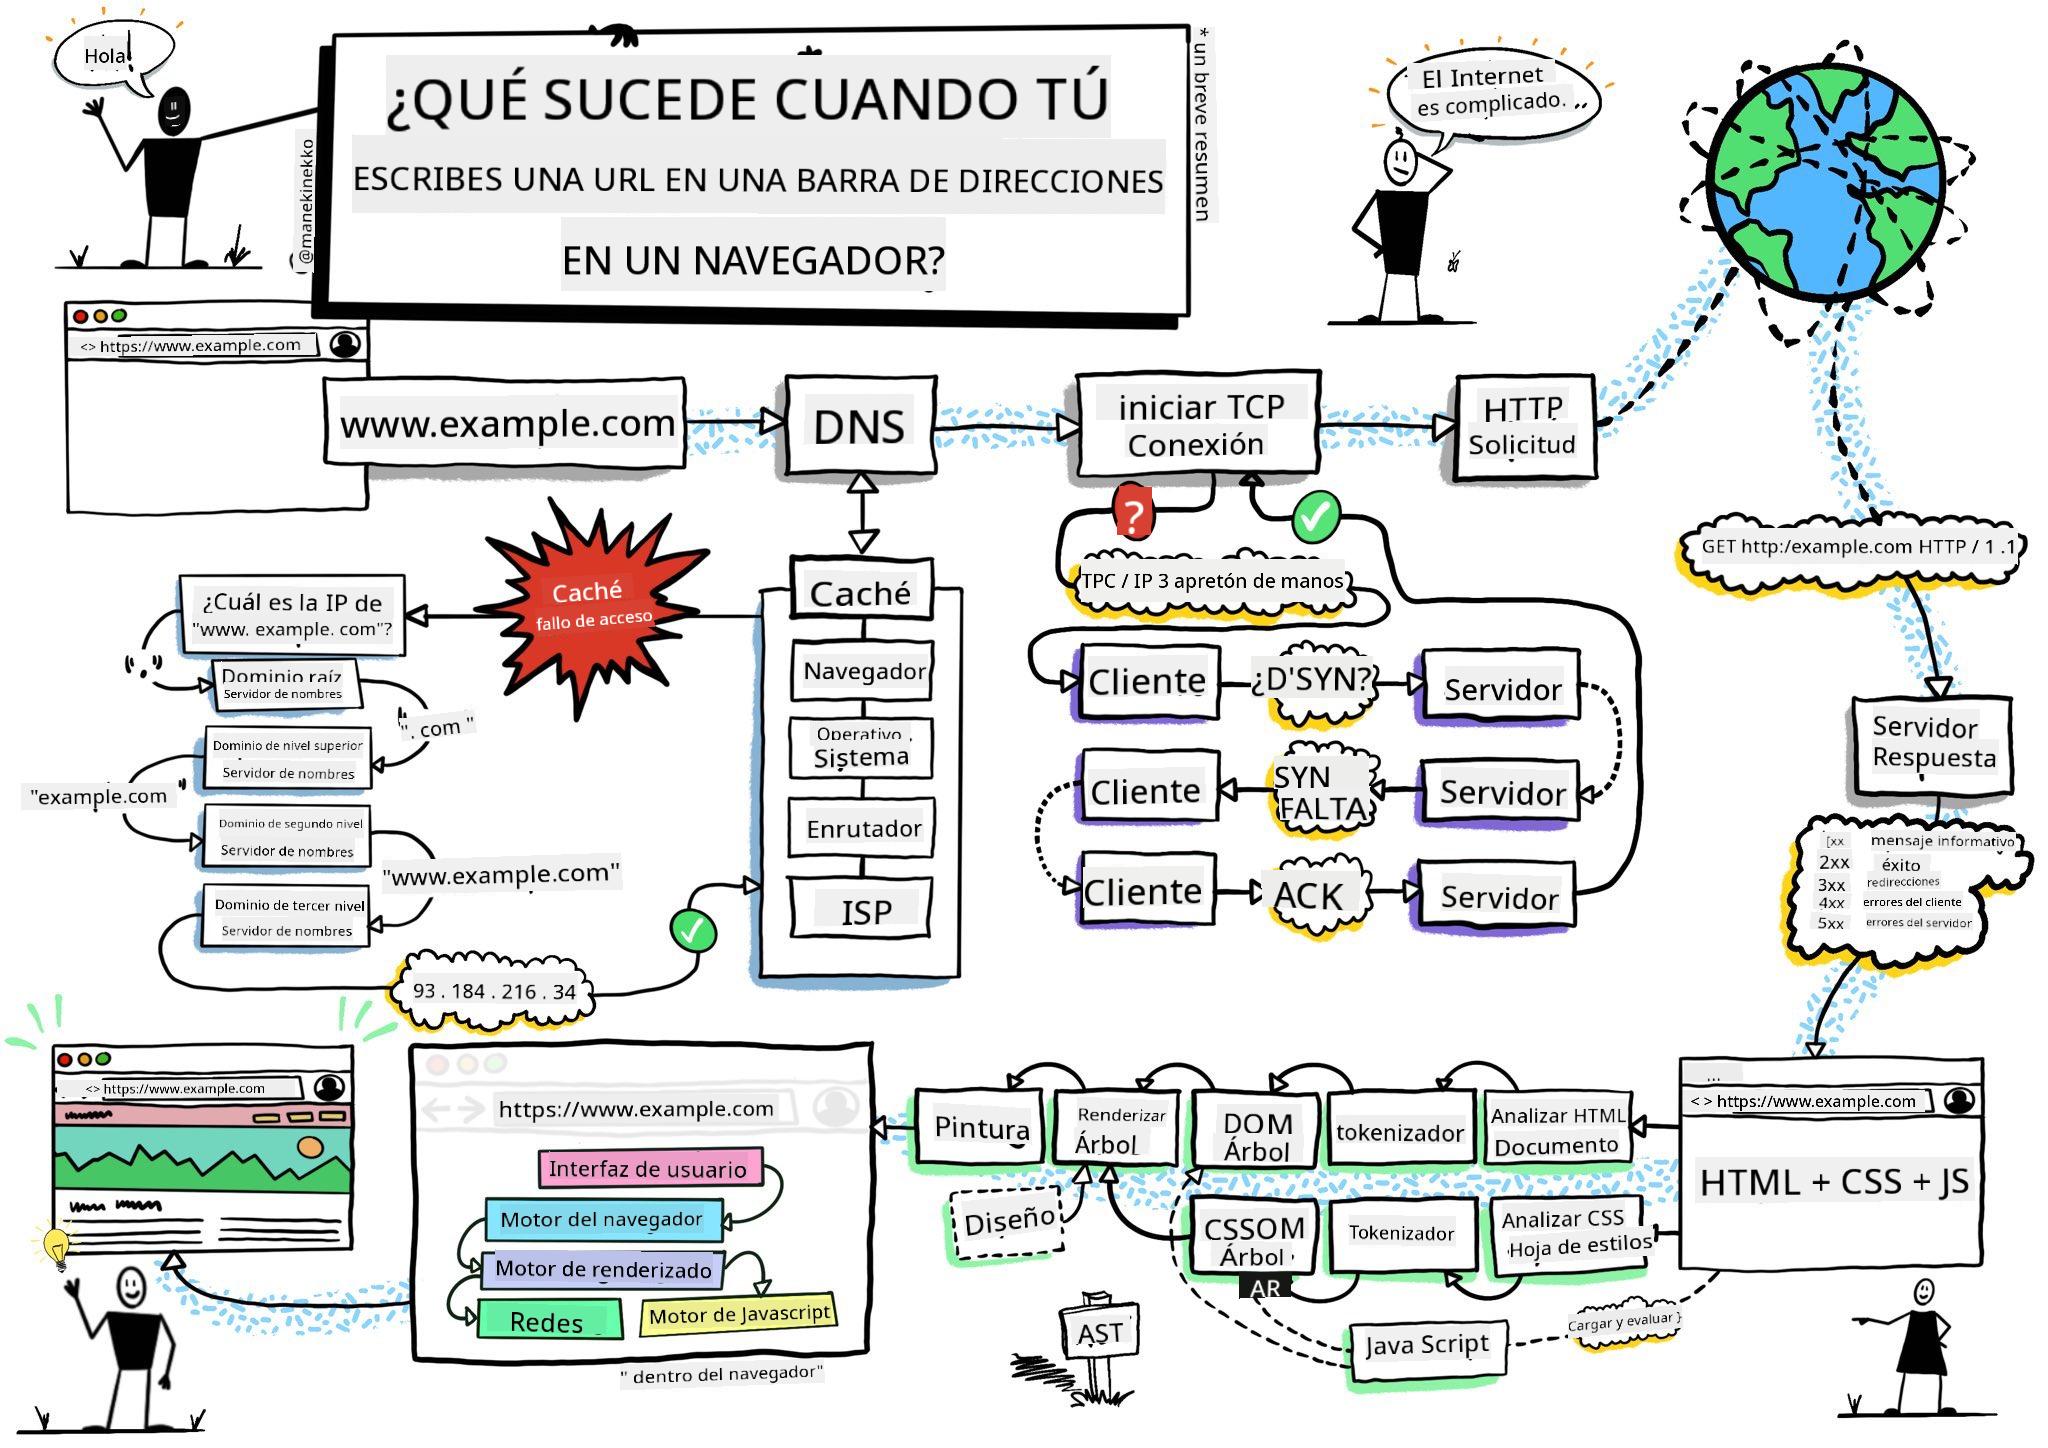 Hola!
¿QUÉ SUCEDE CUANDO TÚ
ESCRIBES UNA URL EN UNA BARRA DE DIRECCIONES
EN UN NAVEGADOR?
@manekinekko
* un breve resumen
El Internet
es complicado.
<> https://www.example.com
www.example.com
DNS
iniciar TCP
Conexión
HTTP
Solicitud
?
TPC / IP 3 apretón de manos
GET http:/example.com HTTP / 1 .1
Caché
fallo de acceso
¿Cuál es la IP de
"www. example. com"?
Dominio raíz
Servidor de nombres
". com "
Dominio de nivel superior
Servidor de nombres
"example.com "
Dominio de segundo nivel
Servidor de nombres
"www.example.com"
Dominio de tercer nivel
Servidor de nombres
93 . 184 . 216 . 34
Caché
Navegador
Operativo
Sistema
Enrutador
ISP
Cliente
¿D'SYN?
Servidor
Cliente
SYN
FALTA
Servidor
Cliente
ACK
Servidor
Servidor
Respuesta
[xx mensaje informativo
2xx éxito
3xx redirecciones
4xx errores del cliente
5xx errores del servidor
...
< > https://www.example.com
HTML + CSS + JS
Analizar HTML
Documento
tokenizador
DOM
Árbol
Renderizar
Árbol
Pintura
Diseño
Analizar CSS
Hoja de estilos
Tokenizador
CSSOM
Árbol
AR
Java Script
Cargar y evaluar }
AST
https://www.example.com
Interfaz de usuario
Motor del navegador
Motor de renderizado
Redes
Motor de Javascript
" dentro del navegador"
<> https://www.example.com